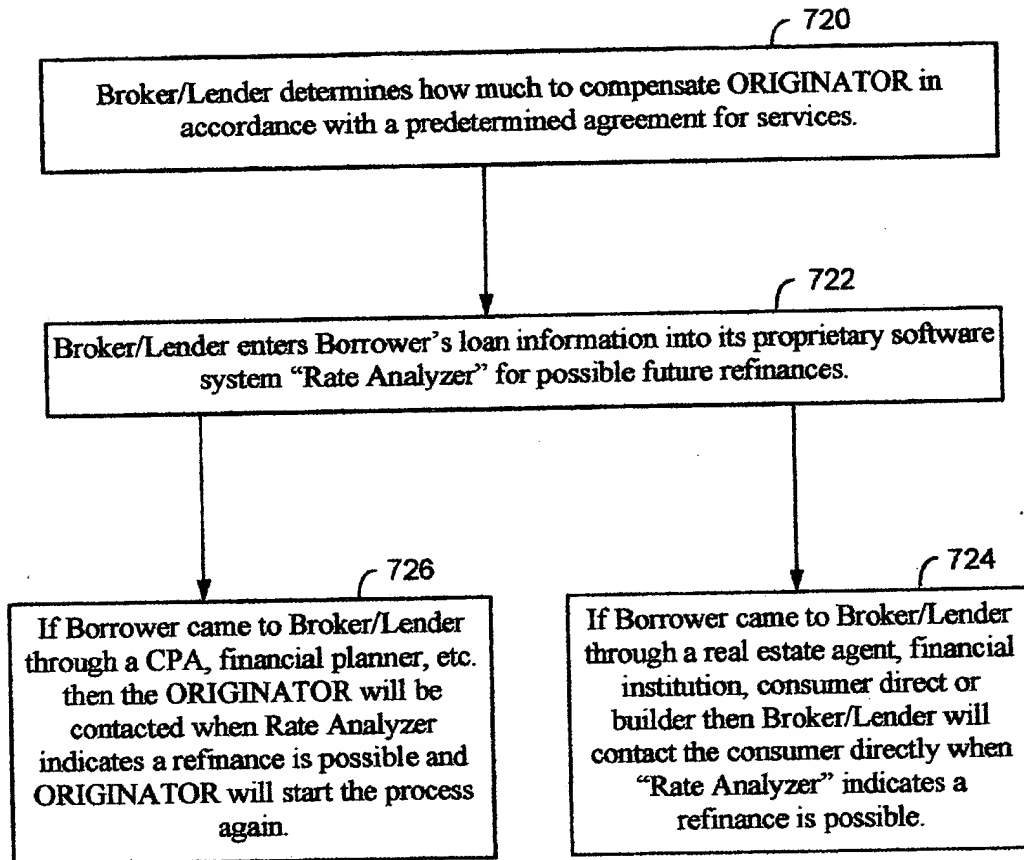 720
Broker/Lender determines how much to compensate ORIGINATOR in
accordance with a predetermined agreement for services.
722
Broker/Lender enters Borrower's loan information into its proprietary software
system “Rate Analyzer” for possible future refinances.
726
If Borrower came to Broker/Lender
through a CPA, financial planner, etc.
then the ORIGINATOR will be
contacted when Rate Analyzer
indicates a refinance is possible and
ORIGINATOR will start the process
again.
724
If Borrower came to Broker/Lender
through a real estate agent, financial
institution, consumer direct or
builder then Broker/Lender will
contact the consumer directly when
“Rate Analyzer” indicates a
refinance is possible.